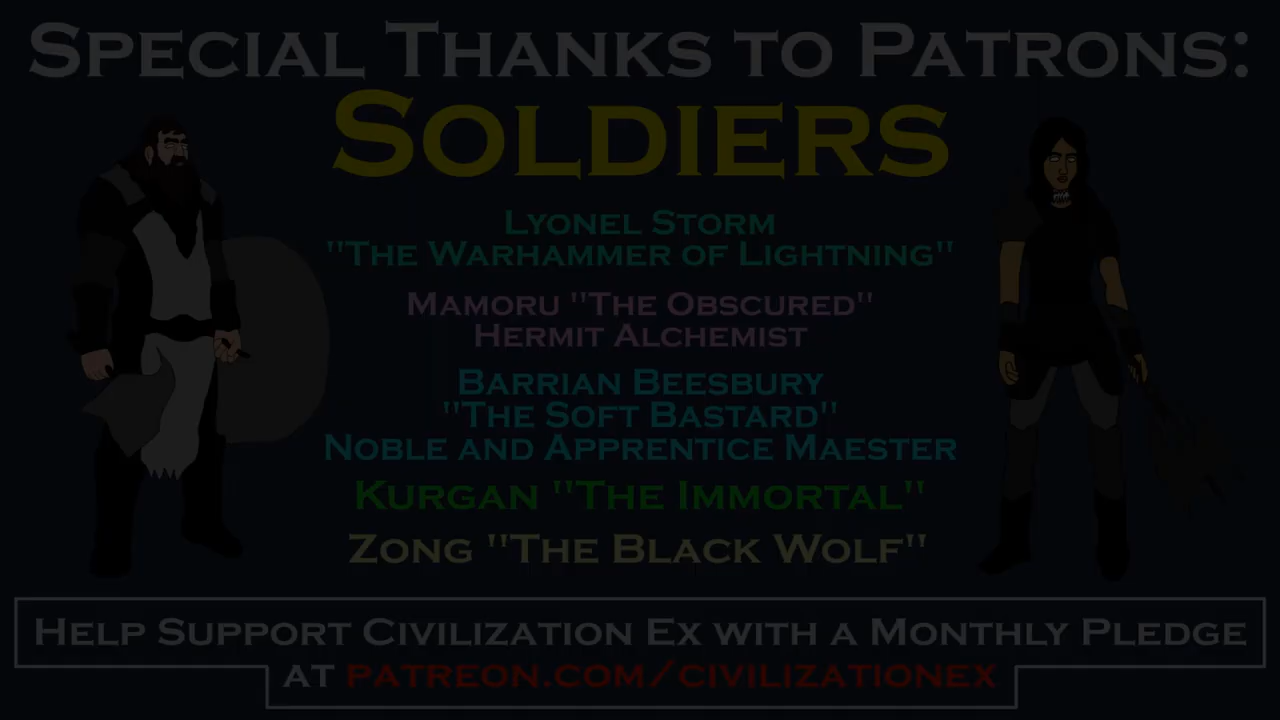 Special Thanks to Patrons:
Soldiers
Lyonel Storm
"The Warhammer of Lightning"
Mamoru "The Obscured"
Hermit Alchemist
Barrian Beesbury
"The Soft Bastard"
Noble and Apprentice Maester
Kurgan "The Immortal"
Zong "The Black Wolf"
Help Support Civilization Ex with a Monthly Pledge
at patreon.com/civilizationex